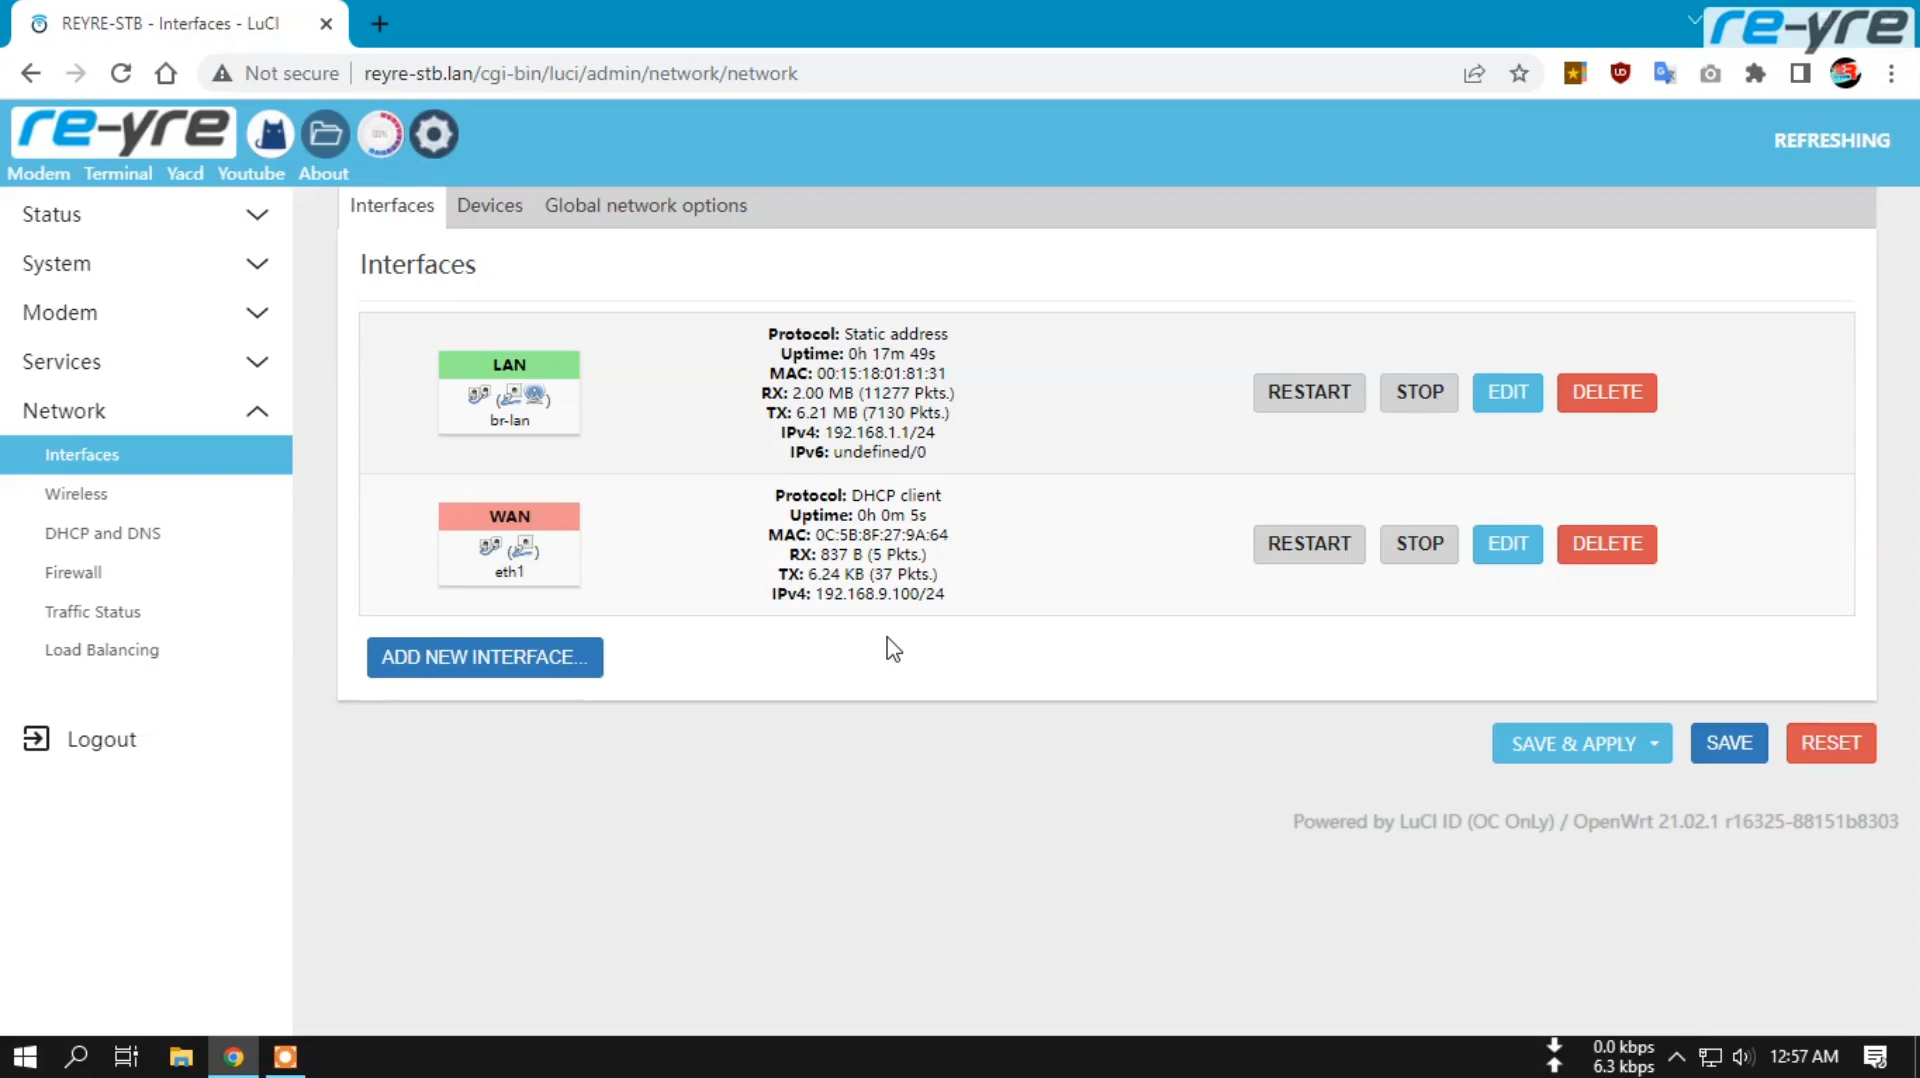 REYRE-STB - Interfaces - LuCI
re-yre
Not secure
reyre-stb.lan/cgi-bin/luci/admin/network/network
re-yre
REFRESHING
Modem Terminal Yacd Youtube About
Status
System
Modem
Services
Network
Interfaces
Wireless
DHCP and DNS
Firewall
Traffic Status
Load Balancing
Logout
Interfaces Devices Global network options
Interfaces
LAN
br-lan
Protocol: Static address
Uptime: 0h 17m 49s
MAC: 00:15:18:01:81:31
RX: 2.00 MB (11277 Pkts.)
TX: 6.21 MB (7130 Pkts.)
IPv4: 192.168.1.1/24
IPv6: undefined/0
RESTART STOP EDIT DELETE
WAN
eth1
Protocol: DHCP client
Uptime: 0h 0m 5s
MAC: 0C:5B:8F:27:9A:64
RX: 837 B (5 Pkts.)
TX: 6.24 KB (37 Pkts.)
IPv4: 192.168.9.100/24
RESTART STOP EDIT DELETE
ADD NEW INTERFACE...
SAVE & APPLY SAVE RESET
Powered by LuCI ID (OC OnLy) / OpenWrt 21.02.1 r16325-88151b8303
0.0 kbps
6.3 kbps
12:57 AM